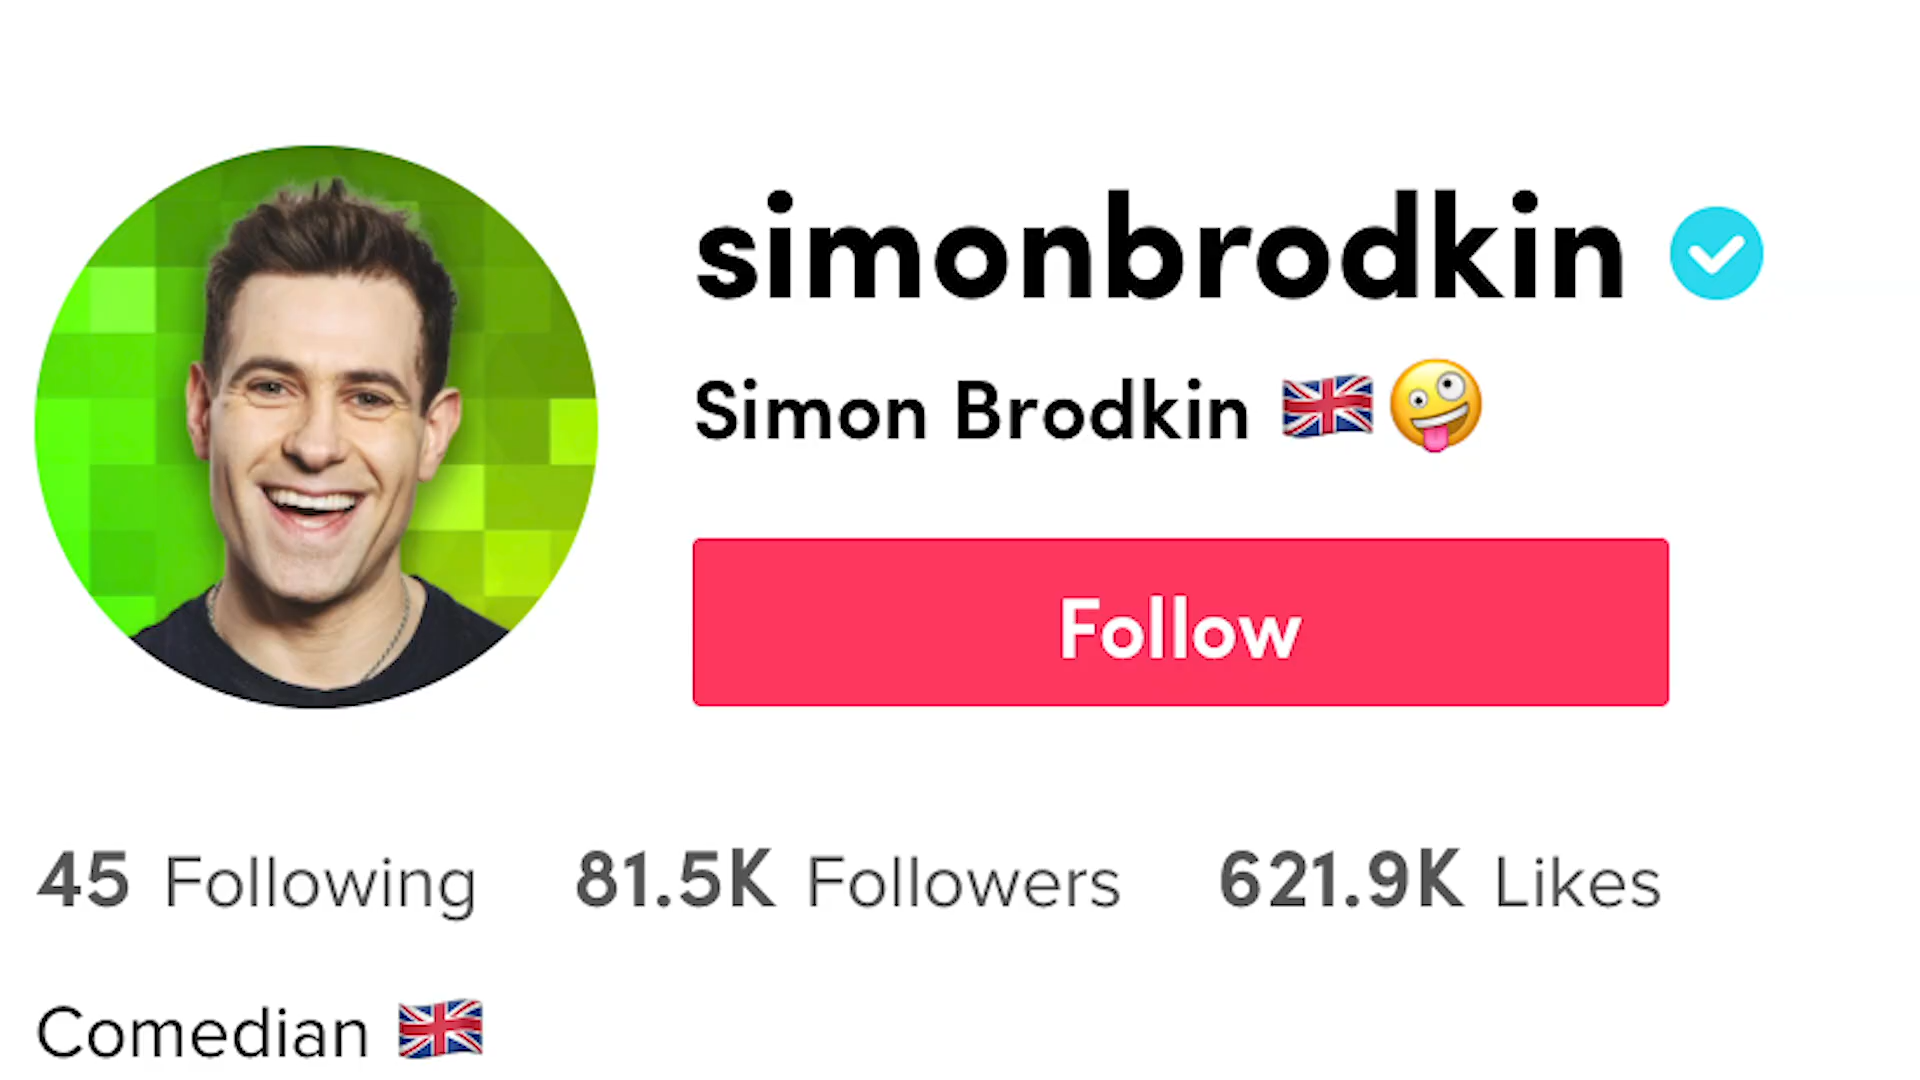 simonbrodkin
Simon Brodkin 🇬🇧🤪
Follow
45 Following 81.5K Followers 621.9K Likes
Comedian 🇬🇧